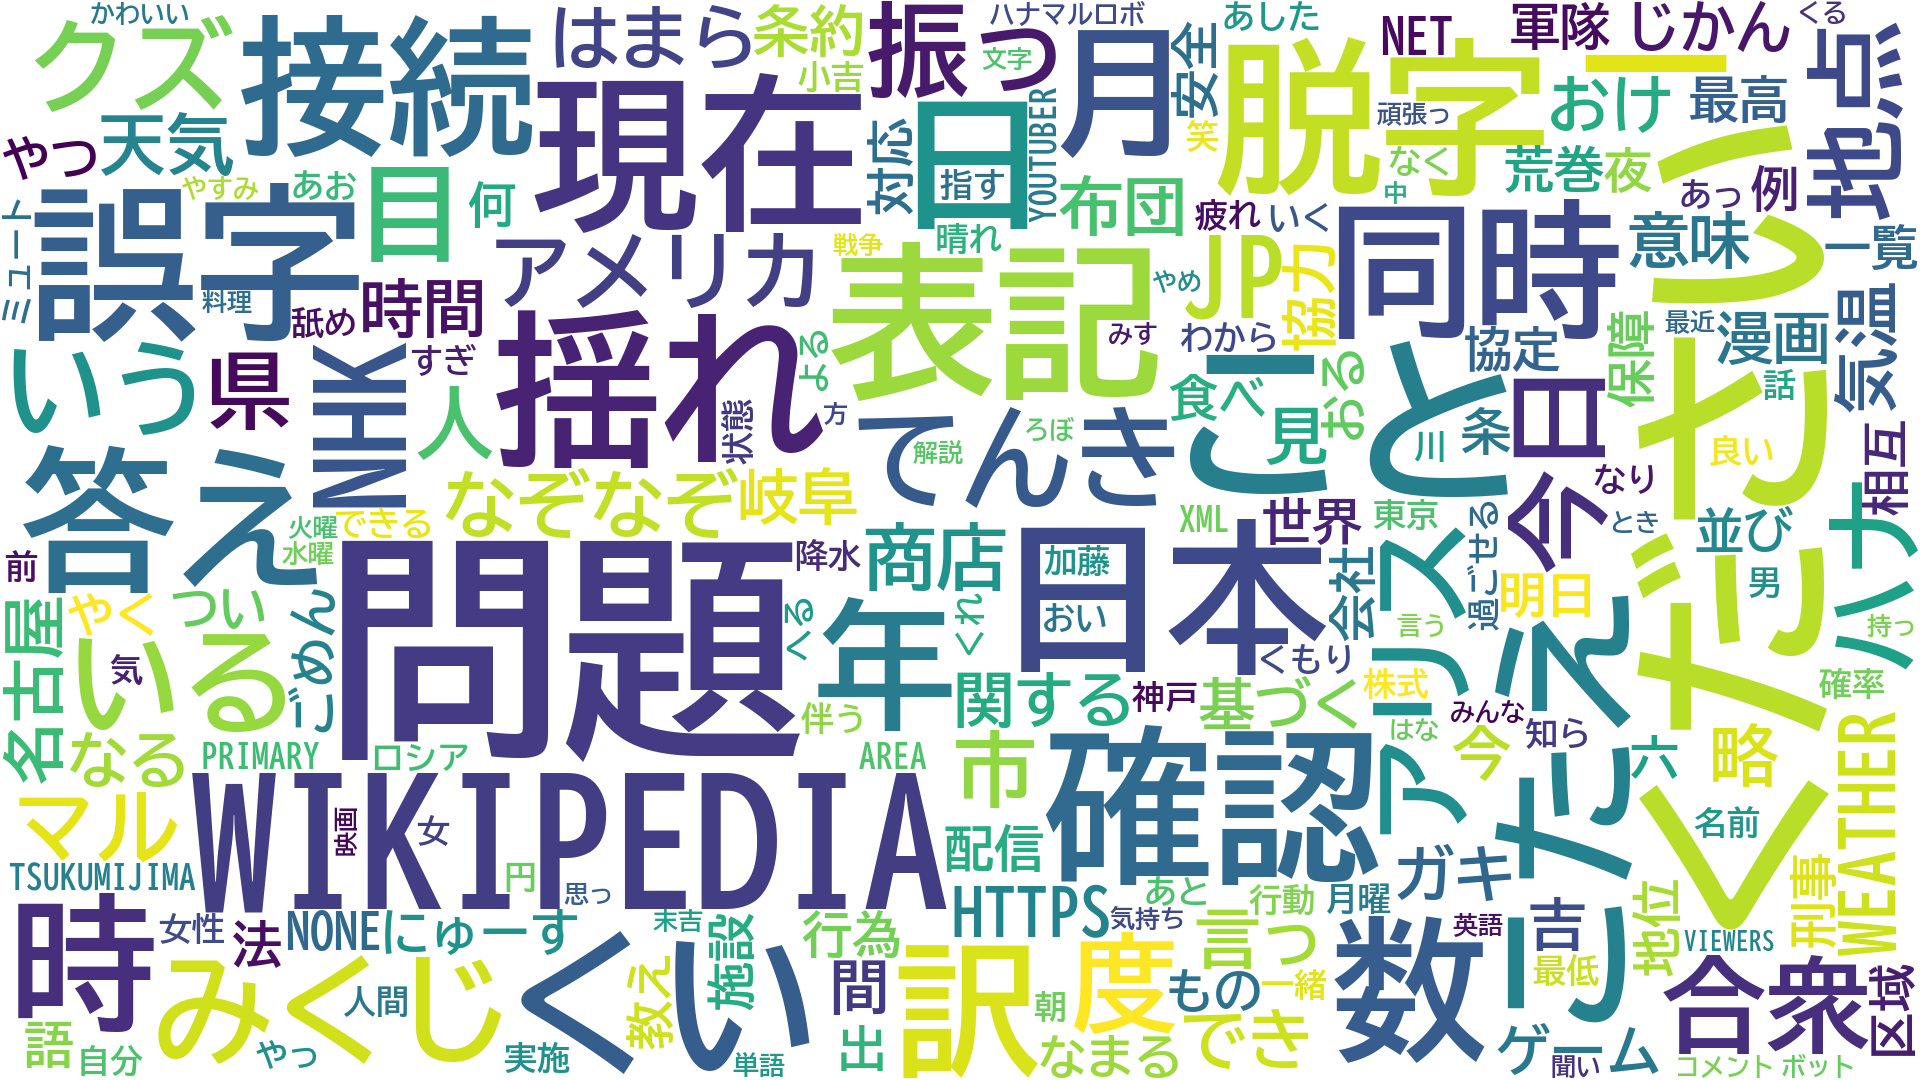 かわいい
ハナマルロボ
あした
NET
軍隊
じかん
くる
クズ
接続
はまら
条約
小吉
振っ
文字
月
安全
脱字
ー
おけ
最高
地点
やっ
天気
現在
対応
日
指す
YOUTUBER
笑
頑張っ
なく
中
荒巻
夜
あっ
例
ミュート
誤字
やすみ
あお
目
何
アメリカ
戦争
晴れ
布団
疲れ
いく
同時
意味
一覧
料理
舐め
時間
表記
やめ
JP
協力
いう
県
NHK
すぎ
揺れ
よる
みす
わから
こと
おる
協定
保障
最近
漫画
気温
人
状態
方
てんき
ろぼ
解説
食べ
見
川
条
今日
話
良い
相互
答え
なぞなぞ
岐阜
XML
世界
東京
過ごせる
なり
とき
ください
火曜
水曜
できる
問題
降水
商店
加藤
おい
日本
会社
アリス
明日
並び
男
ハナ
前
名古屋
やく
つい
いる
気
ごめん
へる
年
くれ
くもり
言う
たえ
持っ
確率
関する
神戸
基づく
株式
みんな
はな
今
知ら
六
略
なる
PRIMARY
ロシア
伴う
AREA
市
確認
マル
WIKIPEDIA
映画
女
配信
名前
WEATHER
TSUKUMIJIMA
円
思っ
HTTPS
あと
気持ち
行動
月曜
ガキ
英語
吉
地位
VIEWERS
刑事
時
女性
法
NONE
にゅーす
末吉
施設
行為
言っ
だし
最低
合衆
区域
語
自分
みくじ
人間
やっ
くい
実施
教え
単語
間
出
訳
朝
度
なまる
もの
一緒
でき
数
ゲーム
聞い
コメント
ボット